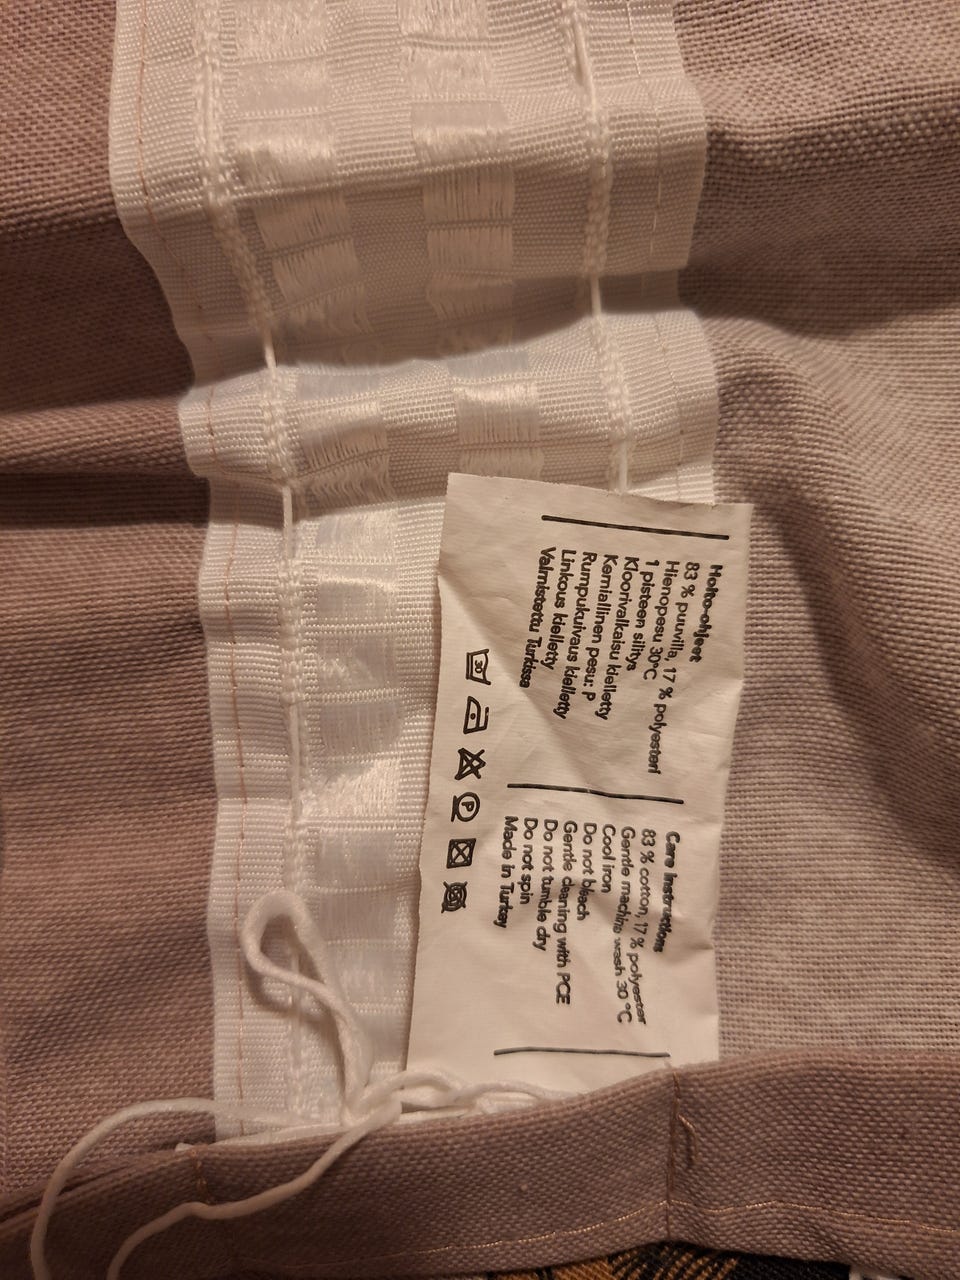 Hoito-ohjeet
83 % puuvilla, 17 % polyesteri
Hienopesu 30°C
1 pisteen silitys
Kloorivalkaisu kielletty
Kemiallinen pesu: P
Rumpukuivaus kielletty
Linkous kielletty
Valmistettu Turkissa
Care instructions
83 % cotton, 17 % polyester
Gentle machine wash 30 °C
Cool iron
Do not bleach
Gentle cleaning with PCE
Do not tumble dry
Do not spin
Made in Turkey
30
P